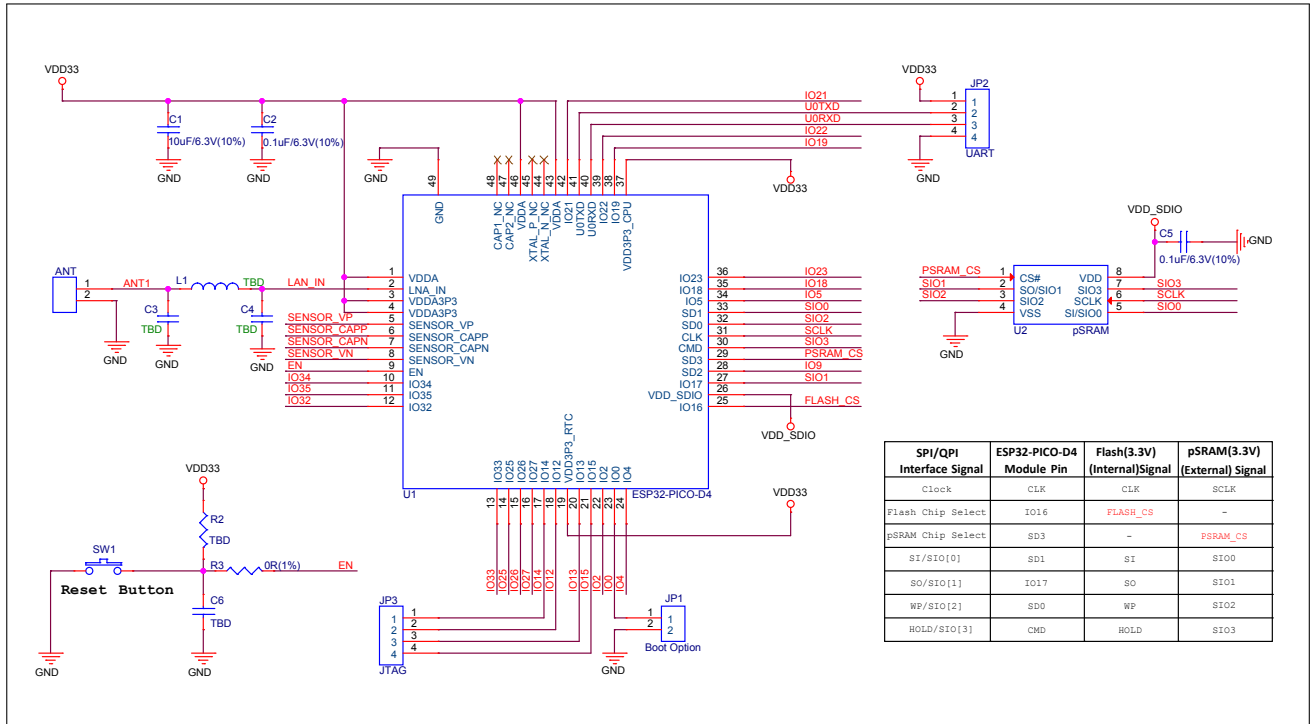 VDD33
C1
10uF/6.3V(10%)
GND
C2
0.1uF/6.3V(10%)
GND
GND
VDD33
JP2
1 1
2 2
3 3
4 4
UART
GND
IO21
U0TXD
U0RXD
IO22
IO19
VDD33
49
48
47
46
45
44
43
42
41
40
39
38
37
GND
CAP1_NC
CAP2_NC
VDDA
XTAL_P_NC
XTAL_N_NC
VDDA
IO21
U0TXD
U0RXD
IO22
IO19
VDD3P3_CPU
ANT
1
2
ANT1
L1
TBD
LAN_IN
C3
TBD
GND
C4
TBD
GND
GND
SENSOR_VP
SENSOR_CAPP
SENSOR_CAPN
SENSOR_VN
EN
IO34
IO35
IO32
1 VDDA
2 LNA_IN
3 VDDA3P3
4 VDDA3P3
5 SENSOR_VP
6 SENSOR_CAPP
7 SENSOR_CAPN
8 SENSOR_VN
9 EN
10 IO34
11 IO35
12 IO32
IO23 36 IO23
IO18 35 IO18
IO5 34 IO5
SD1 33 SIO0
SD0 32 SIO2
CLK 31 SCLK
CMD 30 SIO3
SD3 29 PSRAM_CS
SD2 28 IO9
IO17 27 SIO1
VDD_SDIO 26
IO16 25 FLASH_CS
VDD_SDIO
IO33
IO25
IO26
IO27
IO14
IO12
VDD3P3_RTC
IO13
IO15
IO2
IO0
IO4
U1
ESP32-PICO-D4
13
14
15
16
17
18
19
20
21
22
23
24
IO33
IO25
IO26
IO27
IO14
IO12
IO13
IO15
IO2
IO0
IO4
VDD33
VDD_SDIO
C5
0.1uF/6.3V(10%)
GND
PSRAM_CS 1 CS# VDD 8
SIO1 2 SO/SIO1 SIO3 7 SIO3
SIO2 3 SIO2 SCLK 6 SCLK
4 VSS SI/SIO0 5 SIO0
U2
pSRAM
GND
VDD33
R2
TBD
SW1
R3
0R(1%)
EN
Reset Button
C6
TBD
GND
GND
JP3
1 1
2 2
3 3
4 4
JTAG
JP1
1 1
2 2
Boot Option
GND
SPI/QPI Interface Signal ESP32-PICO-D4 Module Pin Flash(3.3V) (Internal)Signal pSRAM(3.3V) (External) Signal
Clock CLK CLK SCLK
Flash Chip Select IO16 FLASH_CS -
pSRAM Chip Select SD3 - PSRAM_CS
SI/SIO[0] SD1 SI SIO0
SO/SIO[1] IO17 SO SIO1
WP/SIO[2] SD0 WP SIO2
HOLD/SIO[3] CMD HOLD SIO3